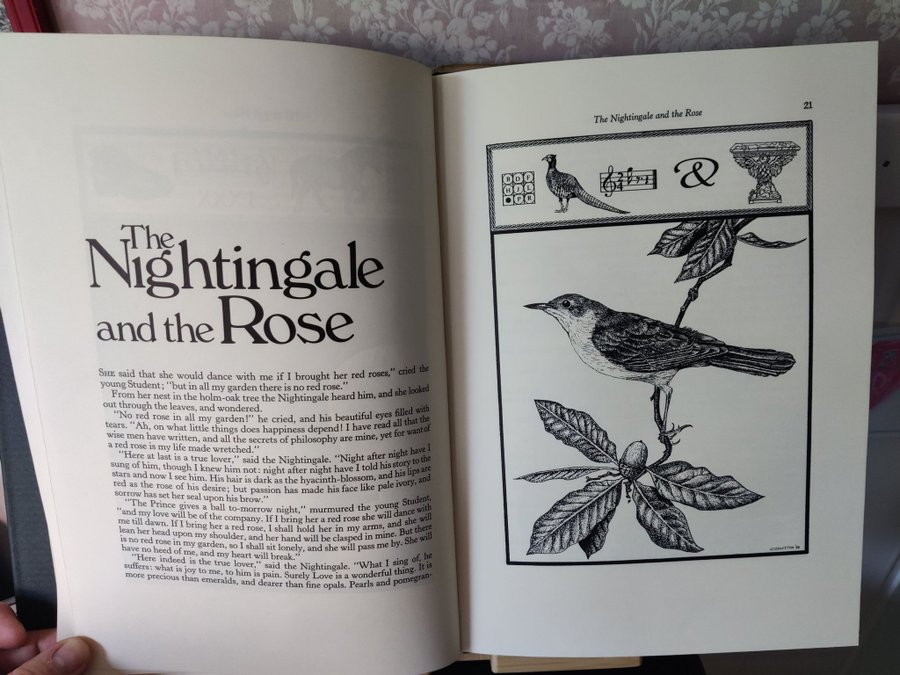 The
Nightingale
and the Rose
SHE said that she would dance with me if I brought her red roses," cried the
young Student; "but in all my garden there is no red rose."
From her nest in the holm-oak tree the Nightingale heard him, and she looked
out through the leaves, and wondered.
"No red rose in all my garden!" he cried, and his beautiful eyes filled with
tears. "Ah, on what little things does happiness depend! I have read all that the
wise men have written, and all the secrets of philosophy are mine, yet for want of
a red rose is my life made wretched."
"Here at last is a true lover," said the Nightingale. "Night after night have I
sung of him, though I knew him not: night after night have I told his story to the
stars and now I see him. His hair is dark as the hyacinth-blossom, and his lips are
red as the rose of his desire; but passion has made his face like pale ivory, and
sorrow has set her seal upon his brow."
"The Prince gives a ball to-morrow night," murmured the young Student,
"and my love will be of the company. If I bring her a red rose she will dance with
me till dawn. If I bring her a red rose, I shall hold her in my arms, and she will
lean her head upon my shoulder, and her hand will be clasped in mine. But there
is no red rose in my garden, so I shall sit lonely, and she will pass me by. She will
have no heed of me, and my heart will break."
"Here indeed is the true lover," said the Nightingale. "What I sing of, he
suffers: what is joy to me, to him is pain. Surely Love is a wonderful thing. It is
more precious than emeralds, and dearer than fine opals. Pearls and pomegran-
The Nightingale and the Rose
21
&